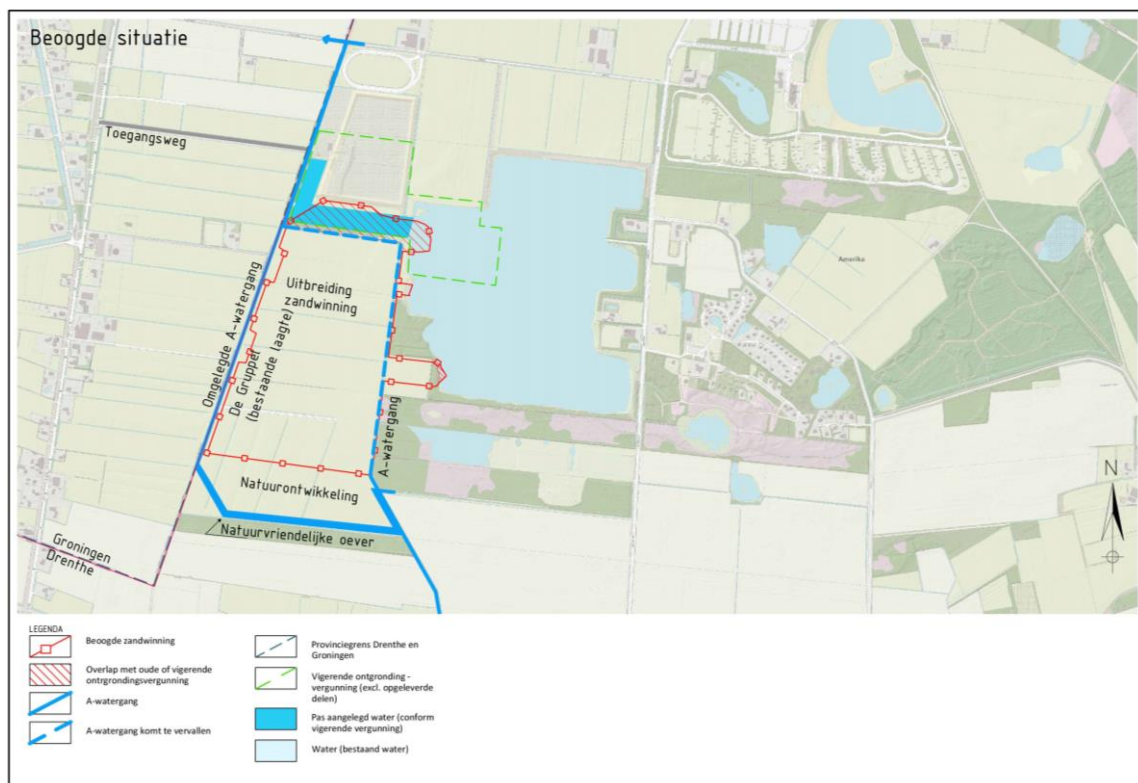 Beoogde situatie
Toegangsweg
Omgelegde A-watergang
De Gruppel
(bestaande laagte)
Uitbreiding
zandwinning
A-watergang
Amerika
Natuurontwikkeling
Natuurvriendelijke oever
Groningen
Drenthe
N
LEGENDA
Beoogde zandwinning
Overlap met oude of vigerende
ontrgrondingsvergunning
A-watergang
A-watergang komt te vervallen
Provinciegrens Drenthe en
Groningen
Vigerende ontgronding -
vergunning (excl. opgeleverde
delen)
Pas aangelegd water (conform
vigerende vergunning)
Water (bestaand water)